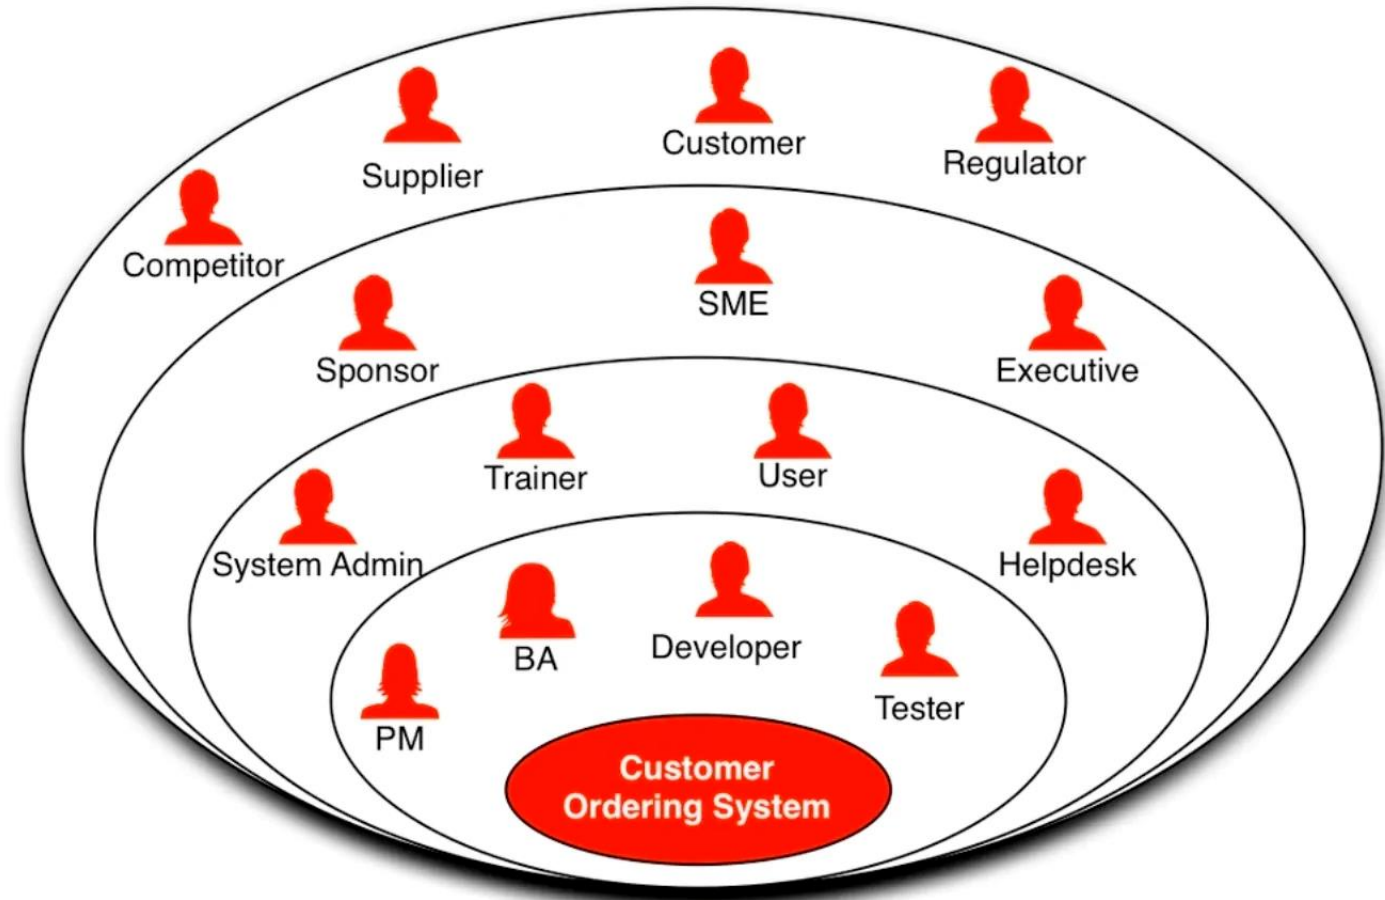 Customer
Supplier
Regulator
Competitor
SME
Sponsor
Executive
Trainer
User
System Admin
Helpdesk
BA
Developer
Tester
PM
Customer
Ordering System